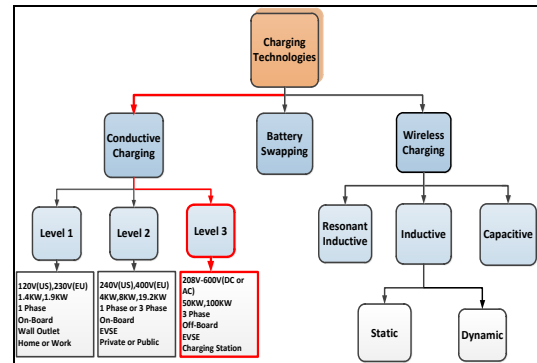 Charging
Technologies
Conductive
Charging
Battery
Swapping
Wireless
Charging
Level 1
Level 2
Level 3
Resonant
Inductive
Inductive
Capacitive
120V(US),230V(EU)
1.4KW,1.9KW
1 Phase
On-Board
Wall Outlet
Home or Work
240V(US),400V(EU)
4KW,8KW,19.2KW
1 Phase or 3 Phase
On-Board
EVSE
Private or Public
208V-600V(DC or
AC)
50KW,100KW
3 Phase
Off-Board
EVSE
Charging Station
Static
Dynamic